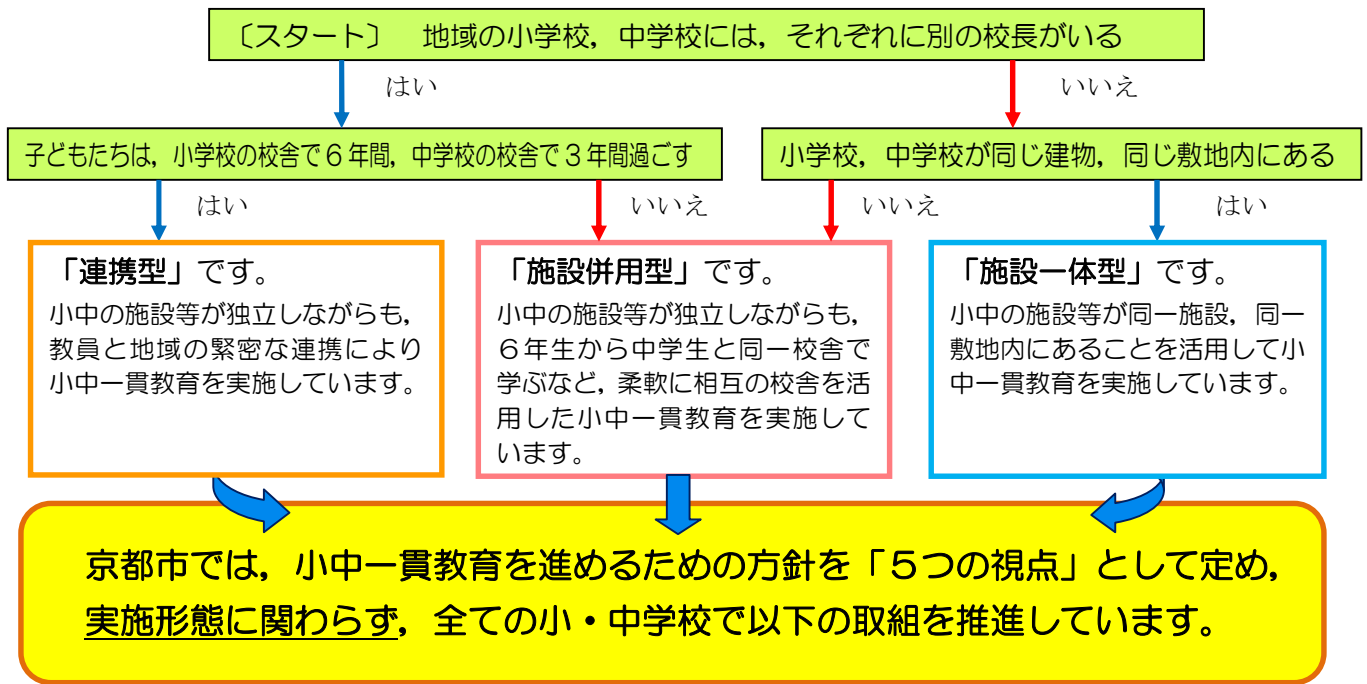 〔スタート〕　地域の小学校，中学校には，それぞれに別の校長がいる
はい
いいえ
子どもたちは，小学校の校舎で６年間，中学校の校舎で３年間過ごす
小学校，中学校が同じ建物，同じ敷地内にある
はい
いいえ
いいえ
はい
「連携型」です。
小中の施設等が独立しながらも，
教員と地域の緊密な連携により
小中一貫教育を実施しています。
「施設併用型」です。
小中の施設等が独立しながらも，
６年生から中学生と同一校舎で
学ぶなど，柔軟に相互の校舎を活
用した小中一貫教育を実施して
います。
「施設一体型」です。
小中の施設等が同一施設，同一
敷地内にあることを活用して小
中一貫教育を実施しています。
京都市では，小中一貫教育を進めるための方針を「５つの視点」として定め，
実施形態に関わらず，全ての小・中学校で以下の取組を推進しています。